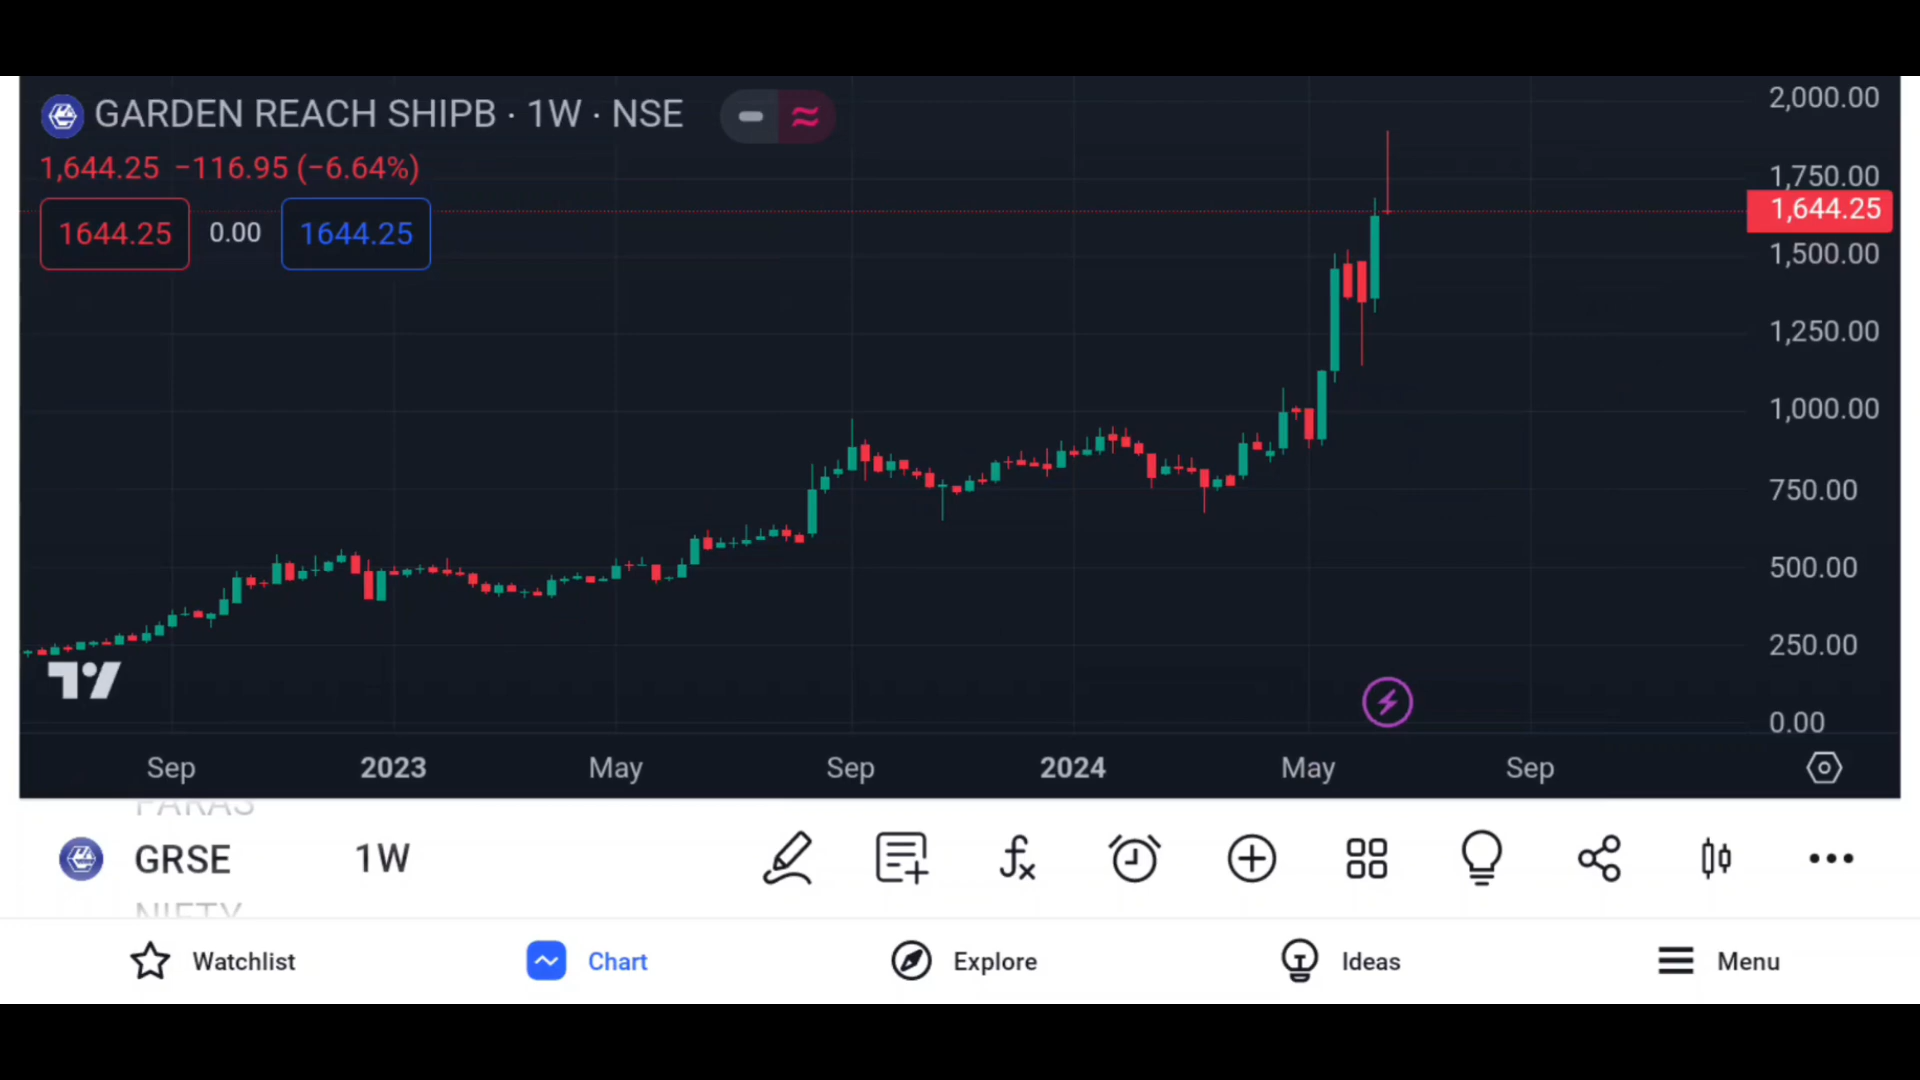 GARDEN REACH SHIPB · 1W · NSE
1,644.25 −116.95 (−6.64%)
1644.25 0.00 1644.25
2,000.00
1,750.00
1,644.25
1,500.00
1,250.00
1,000.00
750.00
500.00
250.00
0.00
Sep 2023 May Sep 2024 May Sep
PARAS
GRSE 1W
NIFTY
Watchlist Chart Explore Ideas Menu